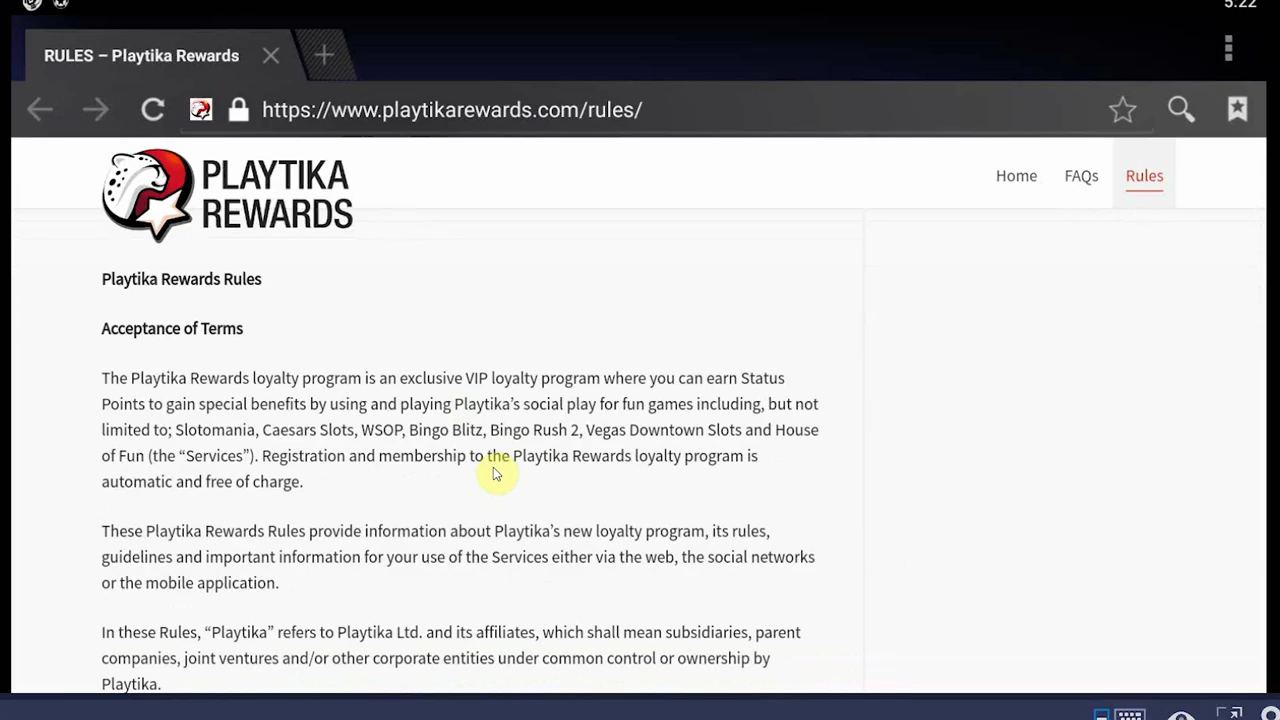 5:22
RULES – Playtika Rewards
https://www.playtikarewards.com/rules/
PLAYTIKA
REWARDS
Home FAQs Rules
Playtika Rewards Rules
Acceptance of Terms
The Playtika Rewards loyalty program is an exclusive VIP loyalty program where you can earn Status
Points to gain special benefits by using and playing Playtika’s social play for fun games including, but not
limited to; Slotomania, Caesars Slots, WSOP, Bingo Blitz, Bingo Rush 2, Vegas Downtown Slots and House
of Fun (the “Services”). Registration and membership to the Playtika Rewards loyalty program is
automatic and free of charge.
These Playtika Rewards Rules provide information about Playtika’s new loyalty program, its rules,
guidelines and important information for your use of the Services either via the web, the social networks
or the mobile application.
In these Rules, “Playtika” refers to Playtika Ltd. and its affiliates, which shall mean subsidiaries, parent
companies, joint ventures and/or other corporate entities under common control or ownership by
Playtika.